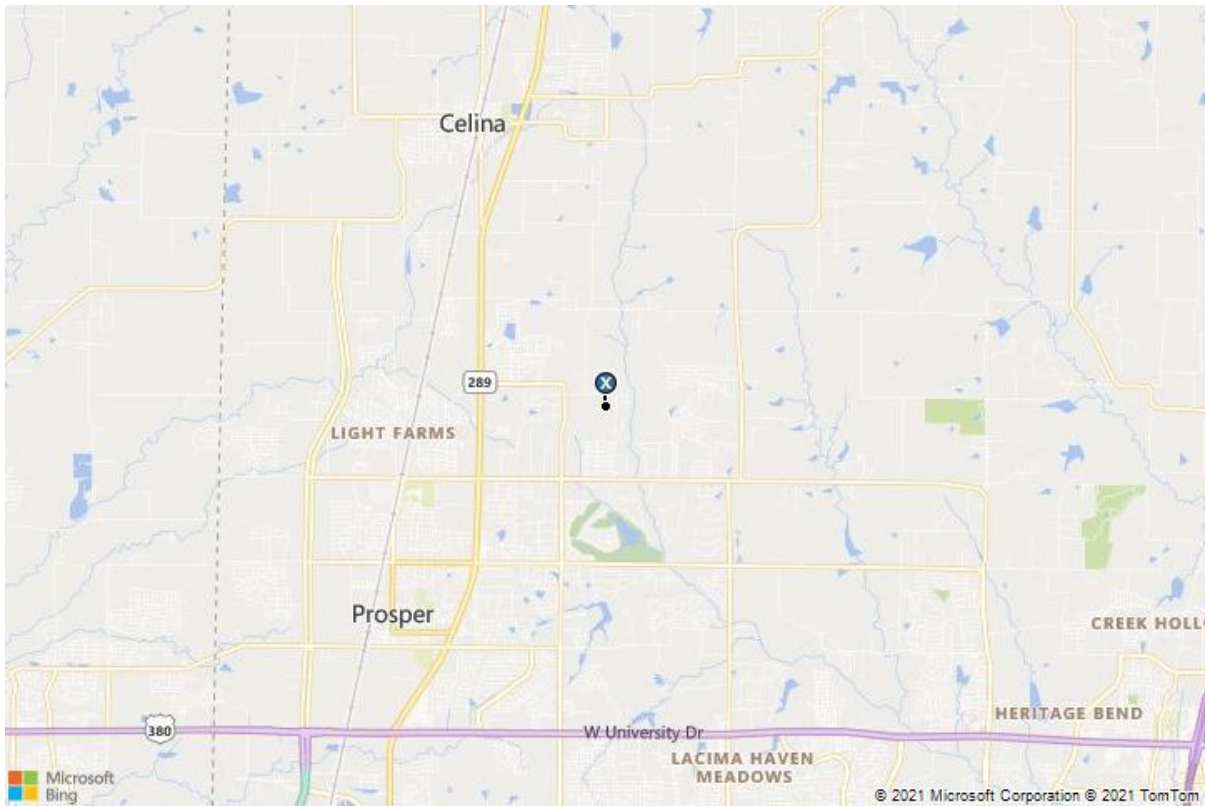 Celina
289
X
LIGHT FARMS
Prosper
CREEK HOLLO
HERITAGE BEND
380
W University Dr
LACIMA HAVEN
MEADOWS
Microsoft
Bing
© 2021 Microsoft Corporation © 2021 TomTom